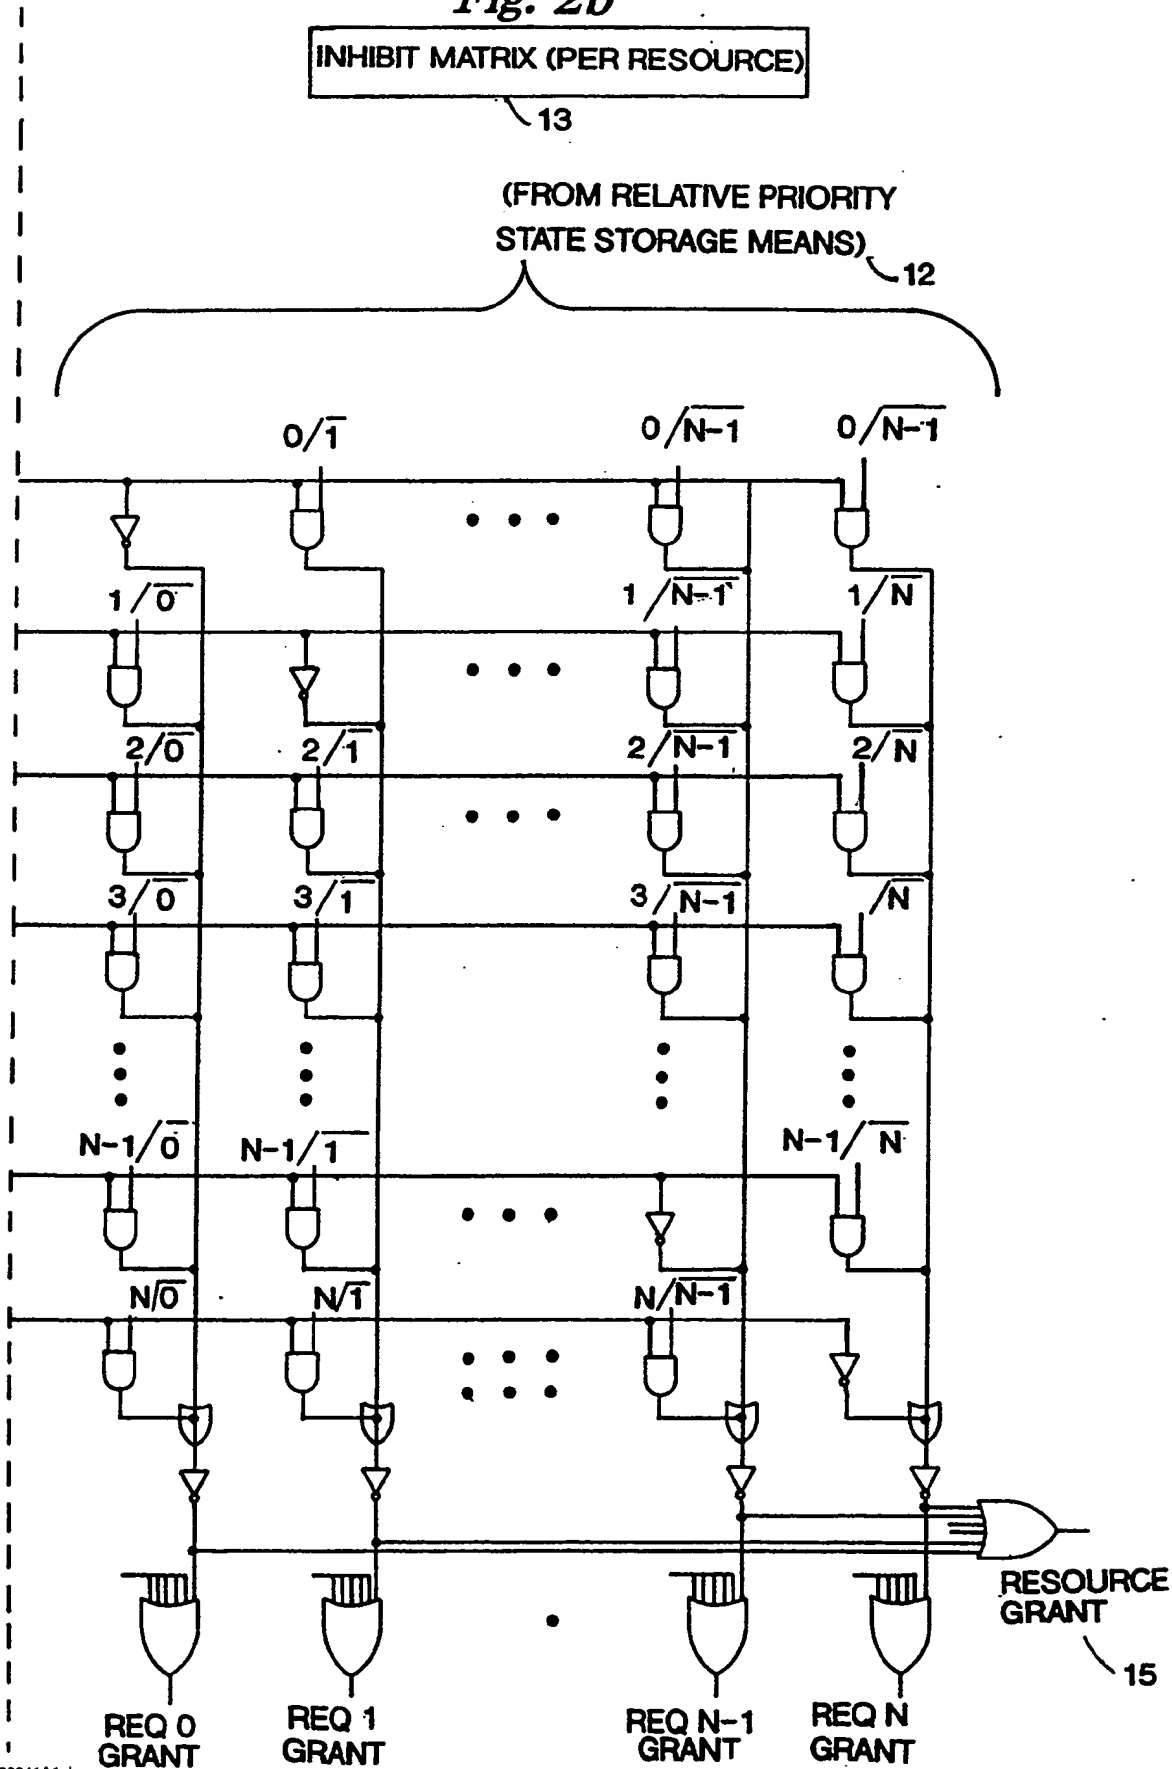 Fig. 2b
INHIBIT MATRIX (PER RESOURCE)
13
(FROM RELATIVE PRIORITY
STATE STORAGE MEANS)
12
0/1̅ 0/N̅-̅1̅ 0/N̅-̅1̅
1/0̅ 1/N̅-̅1̅ 1/N̅
2/0̅ 2/1̅ 2/N̅-̅1̅ 2/N̅
3/0̅ 3/1̅ 3/N̅-̅1̅ /N̅
N-1/0̅ N-1/1̅ N-1/N̅
N/0̅ N/1̅ N/N̅-̅1̅
RESOURCE
GRANT
15
REQ 0
GRANT
REQ 1
GRANT
REQ N-1
GRANT
REQ N
GRANT